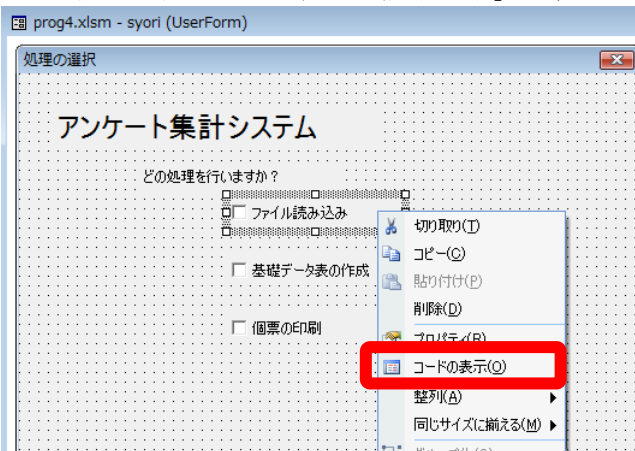 prog4.xlsm - syori (UserForm)
処理の選択
アンケート集計システム
どの処理を行いますか？
ファイル読み込み
切り取り(T)
コピー(C)
基礎データ表の作成
貼り付け(P)
削除(D)
個票の印刷
プロパティ(R)
コードの表示(O)
整列(A)
同じサイズに揃える(M)